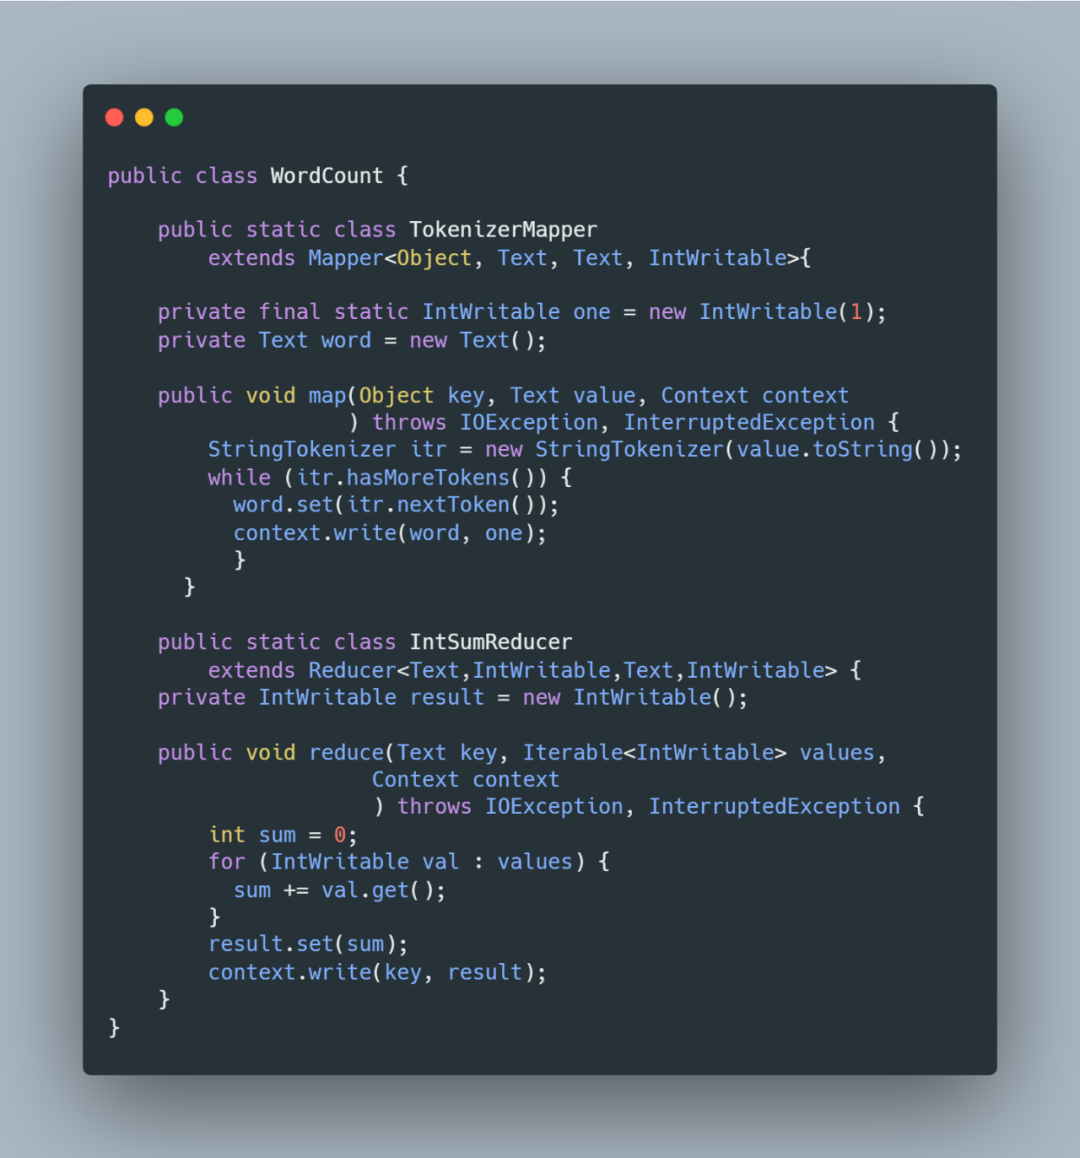 public class WordCount {

    public static class TokenizerMapper
        extends Mapper<Object, Text, Text, IntWritable>{

    private final static IntWritable one = new IntWritable(1);
    private Text word = new Text();

    public void map(Object key, Text value, Context context
                   ) throws IOException, InterruptedException {
        StringTokenizer itr = new StringTokenizer(value.toString());
        while (itr.hasMoreTokens()) {
          word.set(itr.nextToken());
          context.write(word, one);
          }
      }

    public static class IntSumReducer
        extends Reducer<Text,IntWritable,Text,IntWritable> {
    private IntWritable result = new IntWritable();

    public void reduce(Text key, Iterable<IntWritable> values,
                     Context context
                     ) throws IOException, InterruptedException {
        int sum = 0;
        for (IntWritable val : values) {
          sum += val.get();
        }
        result.set(sum);
        context.write(key, result);
    }
}